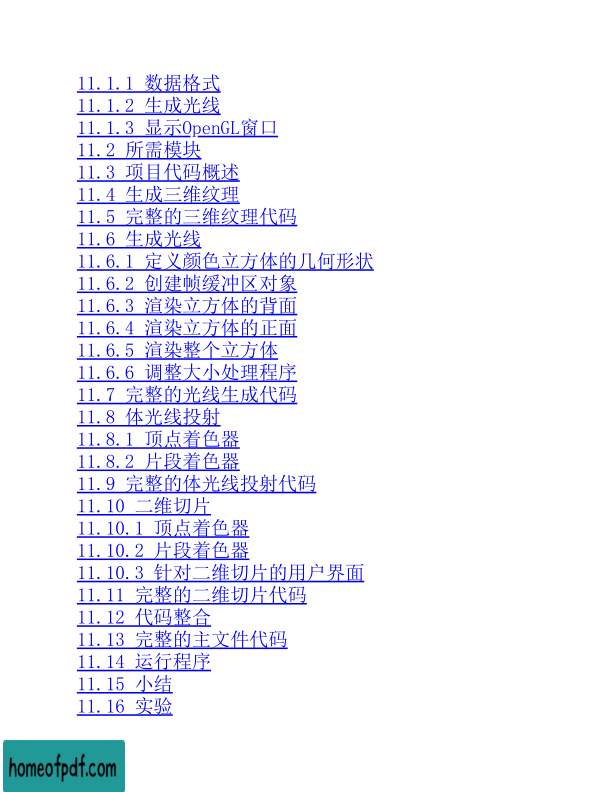 11.1.1 数据格式
11.1.2 生成光线
11.1.3 显示OpenGL窗口
11.2 所需模块
11.3 项目代码概述
11.4 生成三维纹理
11.5 完整的三维纹理代码
11.6 生成光线
11.6.1 定义颜色立方体的几何形状
11.6.2 创建帧缓冲区对象
11.6.3 渲染立方体的背面
11.6.4 渲染立方体的正面
11.6.5 渲染整个立方体
11.6.6 调整大小处理程序
11.7 完整的光线生成代码
11.8 体光线投射
11.8.1 顶点着色器
11.8.2 片段着色器
11.9 完整的体光线投射代码
11.10 二维切片
11.10.1 顶点着色器
11.10.2 片段着色器
11.10.3 针对二维切片的用户界面
11.11 完整的二维切片代码
11.12 代码整合
11.13 完整的主文件代码
11.14 运行程序
11.15 小结
11.16 实验
homeofpdf.com